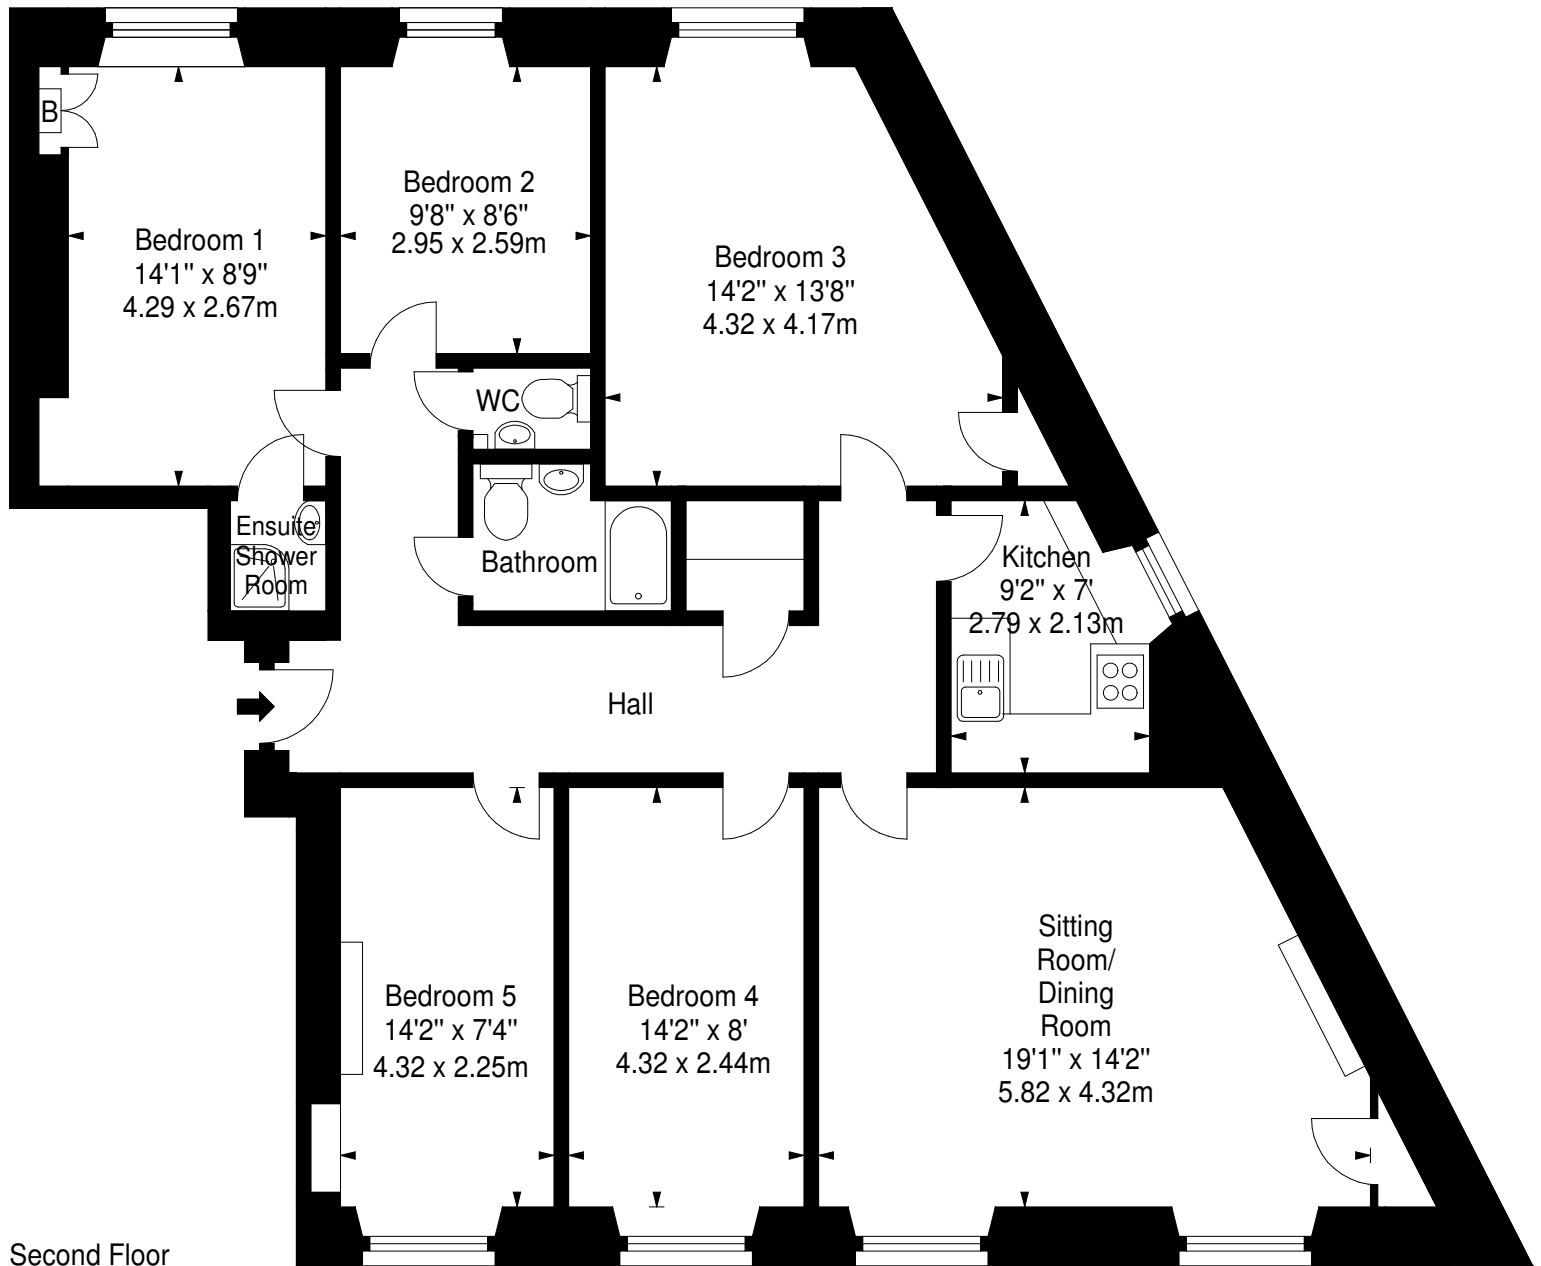 B
Bedroom 1
14'1" x 8'9"
4.29 x 2.67m
Bedroom 2
9'8" x 8'6"
2.95 x 2.59m
Bedroom 3
14'2" x 13'8"
4.32 x 4.17m
WC
Ensuite
Shower
Room
Bathroom
Kitchen
9'2" x 7'
2.79 x 2.13m
Hall
Bedroom 5
14'2" x 7'4"
4.32 x 2.25m
Bedroom 4
14'2" x 8'
4.32 x 2.44m
Sitting
Room/
Dining
Room
19'1" x 14'2"
5.82 x 4.32m
Second Floor